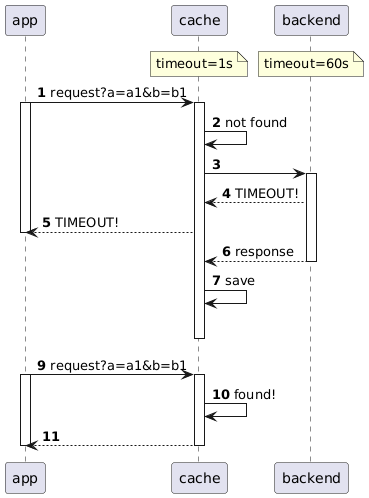 app cache backend
timeout=1s timeout=60s
1 request?a=a1&b=b1
2 not found
3
4 TIMEOUT!
5 TIMEOUT!
6 response
7 save
9 request?a=a1&b=b1
10 found!
11
app cache backend